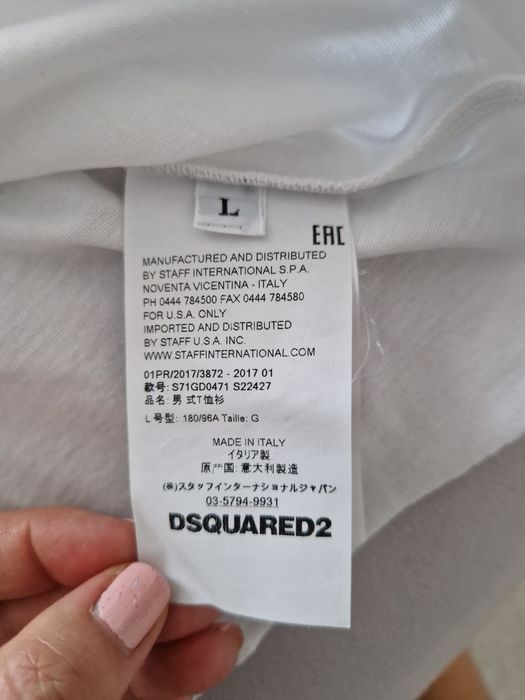 L
EAC
MANUFACTURED AND DISTRIBUTED
BY STAFF INTERNATIONAL S.P.A.
NOVENTA VICENTINA - ITALY
PH 0444 784500 FAX 0444 784580
FOR U.S.A. ONLY
IMPORTED AND DISTRIBUTED
BY STAFF U.S.A. INC.
WWW.STAFFINTERNATIONAL.COM
01PR/2017/3872 - 2017 01
款号: S71GD0471 S22427
品名: 男 式T恤衫
L 号型: 180/96A Taille: G
MADE IN ITALY
イタリア製
原产国: 意大利製造
(株)スタッフインターナショナルジャパン
03-5794-9931
DSQUARED2